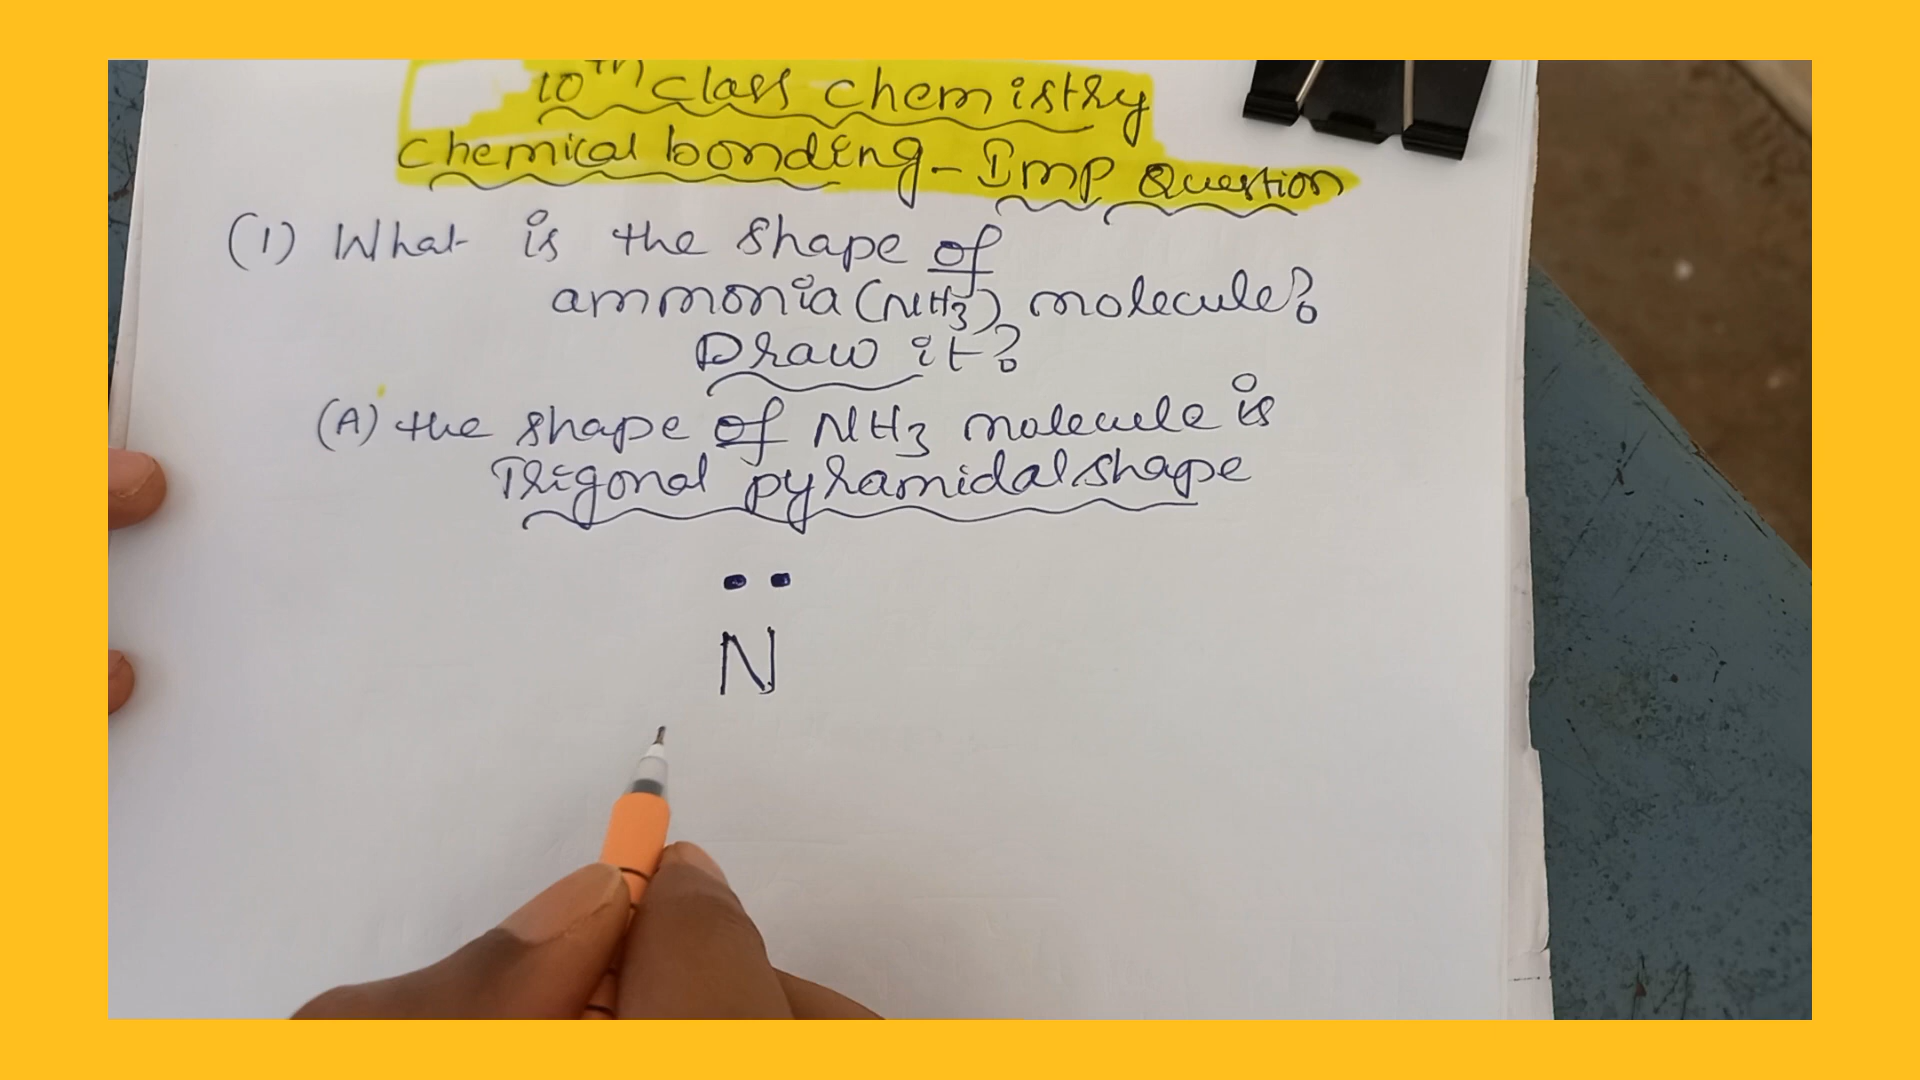 10th class chemistry
chemical bonding - Imp Question
(1) What is the shape of
ammonia (NH3) molecule?
Draw it?
(A) the shape of NH3 molecule is
Trigonal pyramidal shape
N